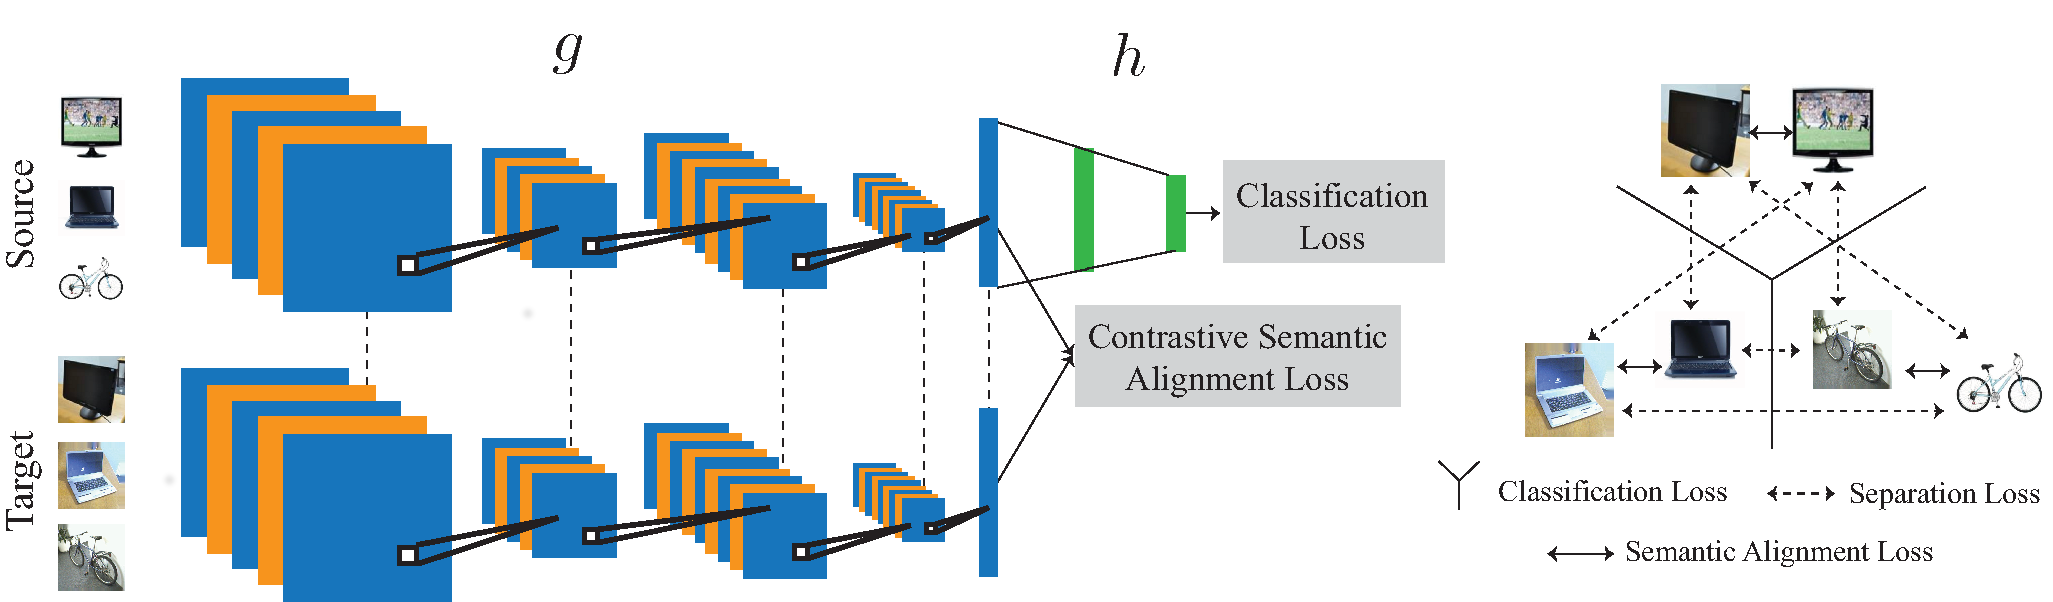 g
h
Source
Target
Classification
Loss
Contrastive Semantic
Alignment Loss
Classification Loss
Separation Loss
Semantic Alignment Loss